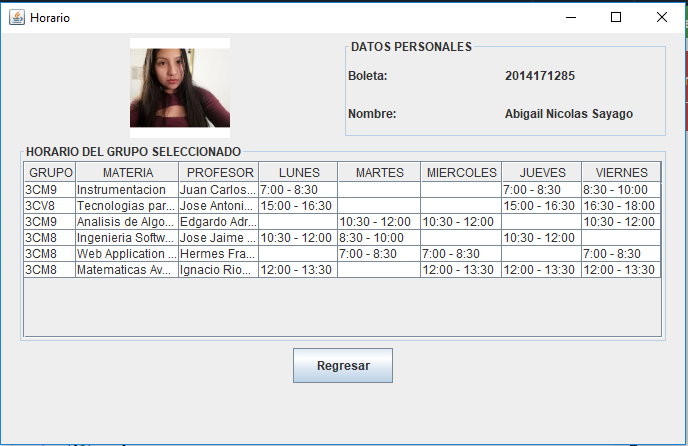 Horario
DATOS PERSONALES
Boleta: 2014171285
Nombre: Abigail Nicolas Sayago
HORARIO DEL GRUPO SELECCIONADO
GRUPO MATERIA PROFESOR LUNES MARTES MIERCOLES JUEVES VIERNES
3CM9 Instrumentacion Juan Carlos... 7:00 - 8:30 7:00 - 8:30 8:30 - 10:00
3CV8 Tecnologias par... Jose Antoni... 15:00 - 16:30 15:00 - 16:30 16:30 - 18:00
3CM9 Analisis de Algo... Edgardo Adr... 10:30 - 12:00 10:30 - 12:00 10:30 - 12:00
3CM8 Ingenieria Softw... Jose Jaime ... 10:30 - 12:00 8:30 - 10:00 10:30 - 12:00
3CM8 Web Application ... Hermes Fra... 7:00 - 8:30 7:00 - 8:30 7:00 - 8:30
3CM8 Matematicas Av... Ignacio Rio... 12:00 - 13:30 12:00 - 13:30 12:00 - 13:30 12:00 - 13:30
Regresar